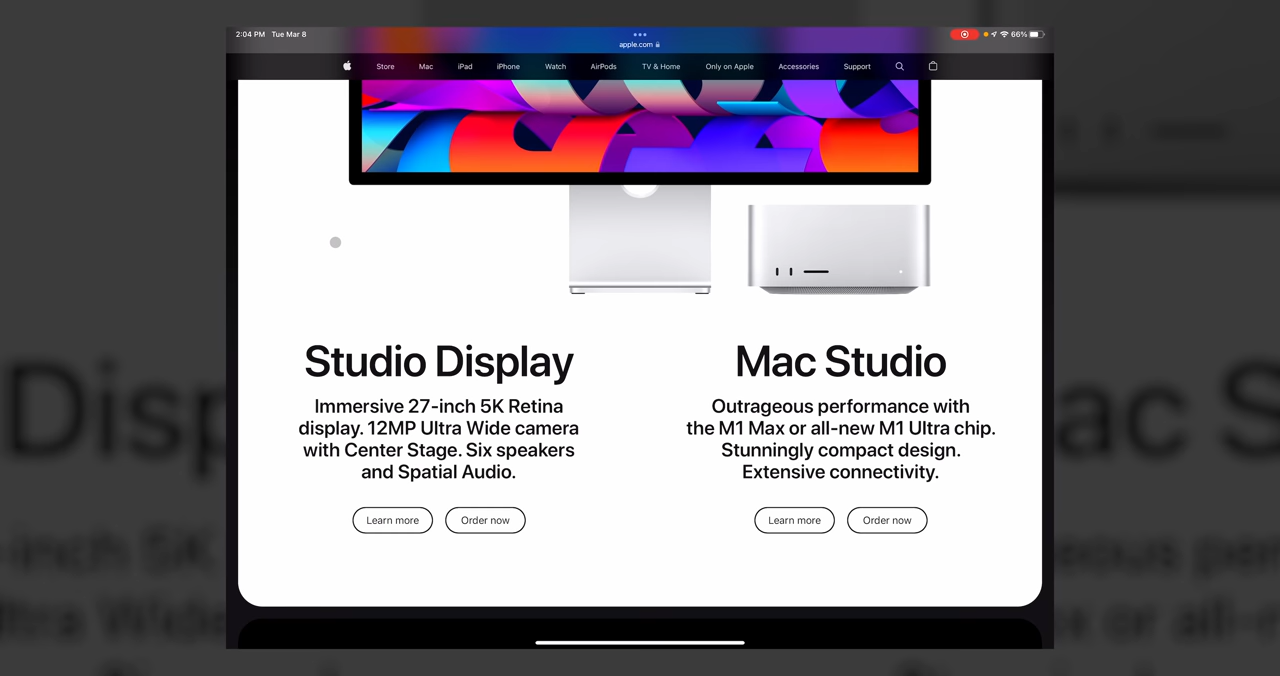 2:04 PM Tue Mar 8
apple.com
66%
Store Mac iPad iPhone Watch AirPods TV & Home Only on Apple Accessories Support
Studio Display
Immersive 27-inch 5K Retina
display. 12MP Ultra Wide camera
with Center Stage. Six speakers
and Spatial Audio.
Learn more Order now
Mac Studio
Outrageous performance with
the M1 Max or all-new M1 Ultra chip.
Stunningly compact design.
Extensive connectivity.
Learn more Order now